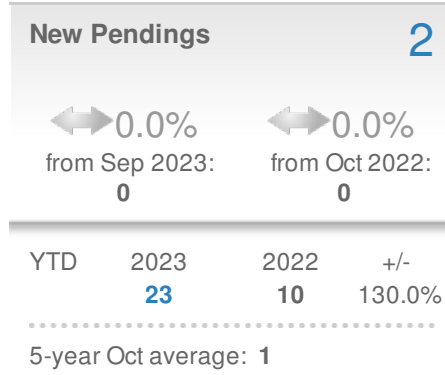 New Pendings 2
0.0% 0.0%
from Sep 2023: from Oct 2022:
0 0
YTD 2023 2022 +/-
23 10 130.0%
5-year Oct average: 1